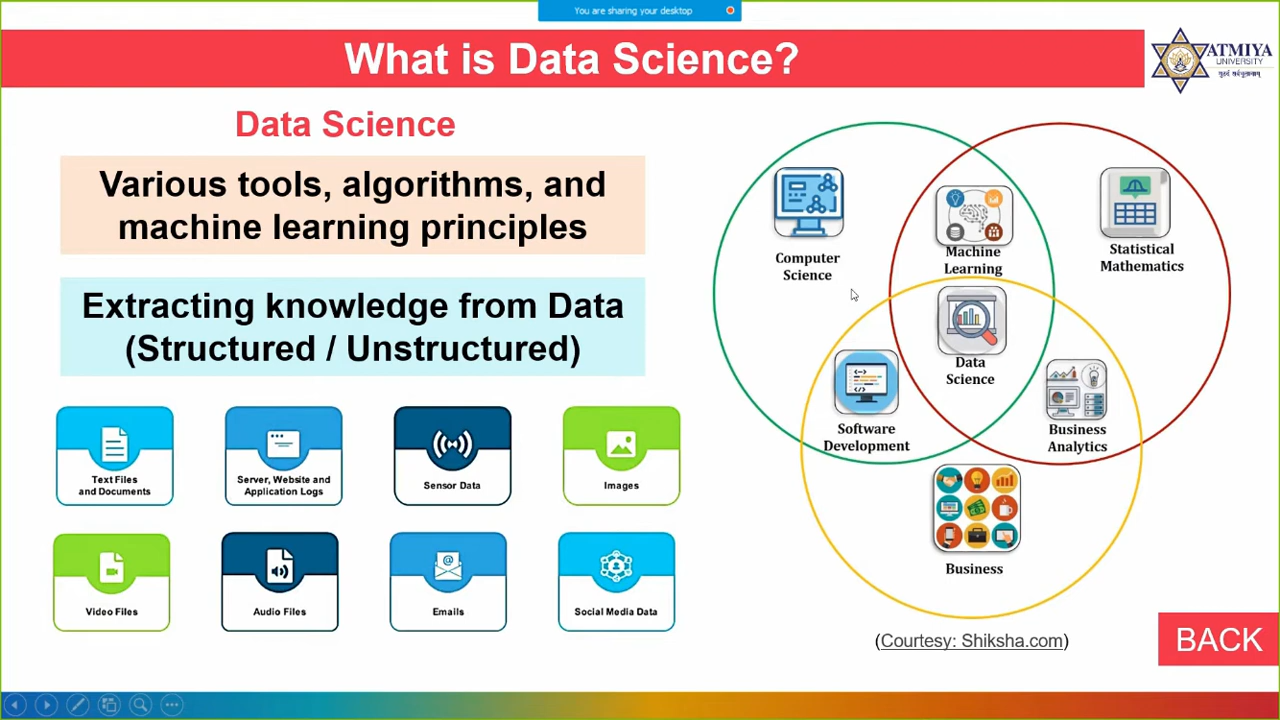 You are sharing your desktop
What is Data Science?
ATMIYA
UNIVERSITY
Data Science
Various tools, algorithms, and
machine learning principles
Extracting knowledge from Data
(Structured / Unstructured)
Text Files
and Documents
Server, Website and
Application Logs
Sensor Data
Images
Video Files
Audio Files
Emails
Social Media Data
Computer
Science
Machine
Learning
Statistical
Mathematics
Data
Science
Software
Development
Business
Analytics
Business
(Courtesy: Shiksha.com)
BACK